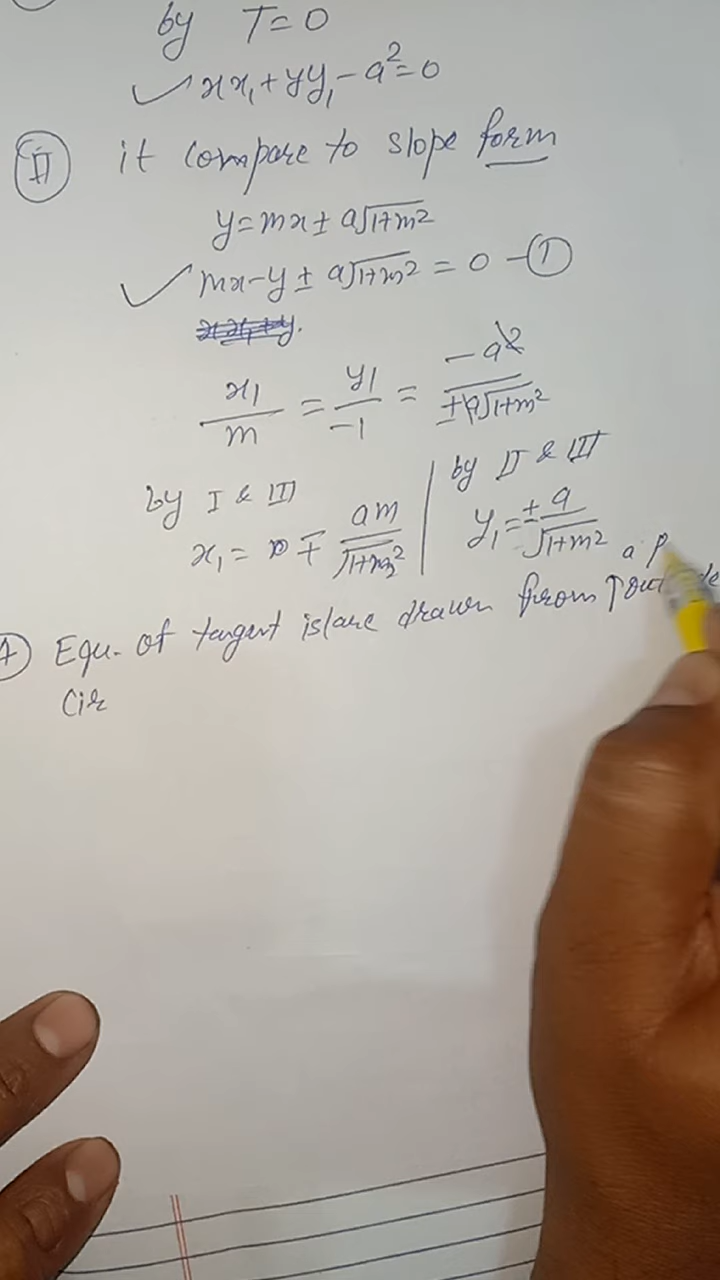 by T=0
✓ xx₁+yy₁-a²=0
Ⅱ it compare to slope form
y=mx±a√1+m²
✓ mx-y±a√1+m²=0 -①
x₁/m = y₁/-1 = -a²/±a√1+m²
by I & III
x₁ = ∓ am/√1+m²
by II & III
y₁=± a/√1+m²
a p
Equ. of tangent is/are drawn from ↑ out de
Cir